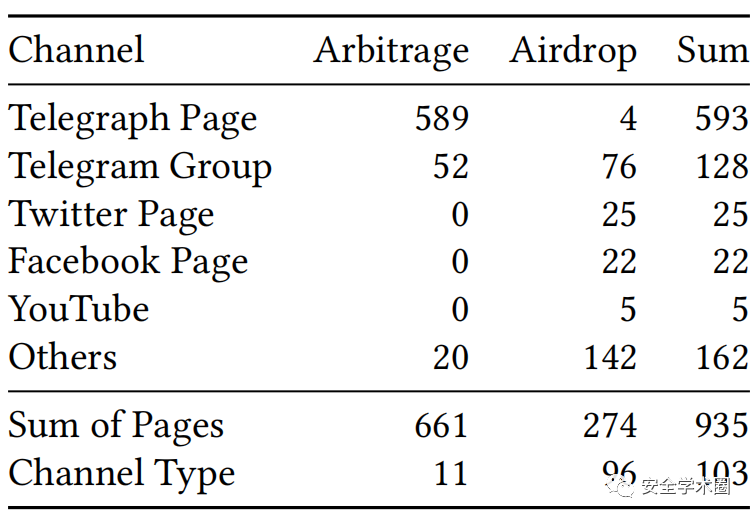 Channel Arbitrage Airdrop Sum
Telegraph Page 589 4 593
Telegram Group 52 76 128
Twitter Page 0 25 25
Facebook Page 0 22 22
YouTube 0 5 5
Others 20 142 162
Sum of Pages 661 274 935
Channel Type 11 96 103
安全学术圈